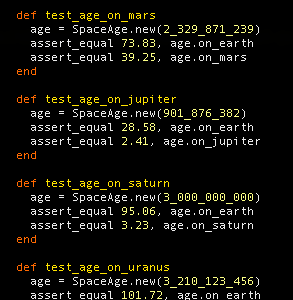 def test_age_on_mars
age = SpaceAge.new(2_329_871_239)
assert_equal 73.83, age.on_earth
assert_equal 39.25, age.on_mars
end
def test_age_on_jupiter
age = SpaceAge.new(901_876_382)
assert_equal 28.58, age.on_earth
assert_equal 2.41, age.on_jupiter
end
def test_age_on_saturn
age = SpaceAge.new(3_000_000_000)
assert_equal 95.06, age.on_earth
assert_equal 3.23, age.on_saturn
end
def test_age_on_uranus
age = SpaceAge.new(3_210_123_456)
assert_equal 101.72, age.on_earth